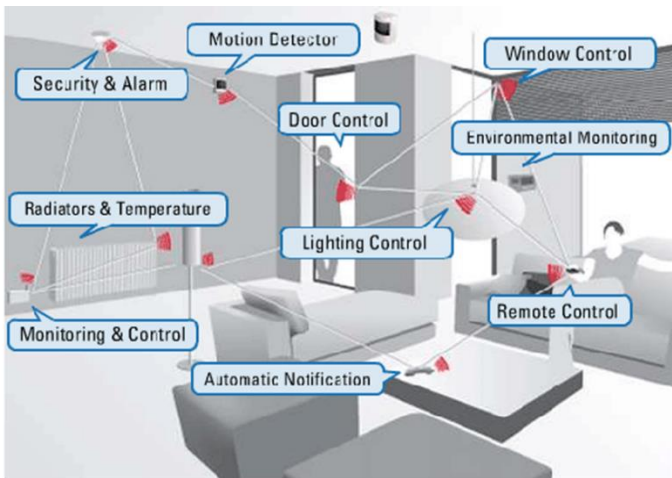 Motion Detector
Window Control
Security & Alarm
Door Control
Environmental Monitoring
Radiators & Temperature
Lighting Control
Remote Control
Monitoring & Control
Automatic Notification